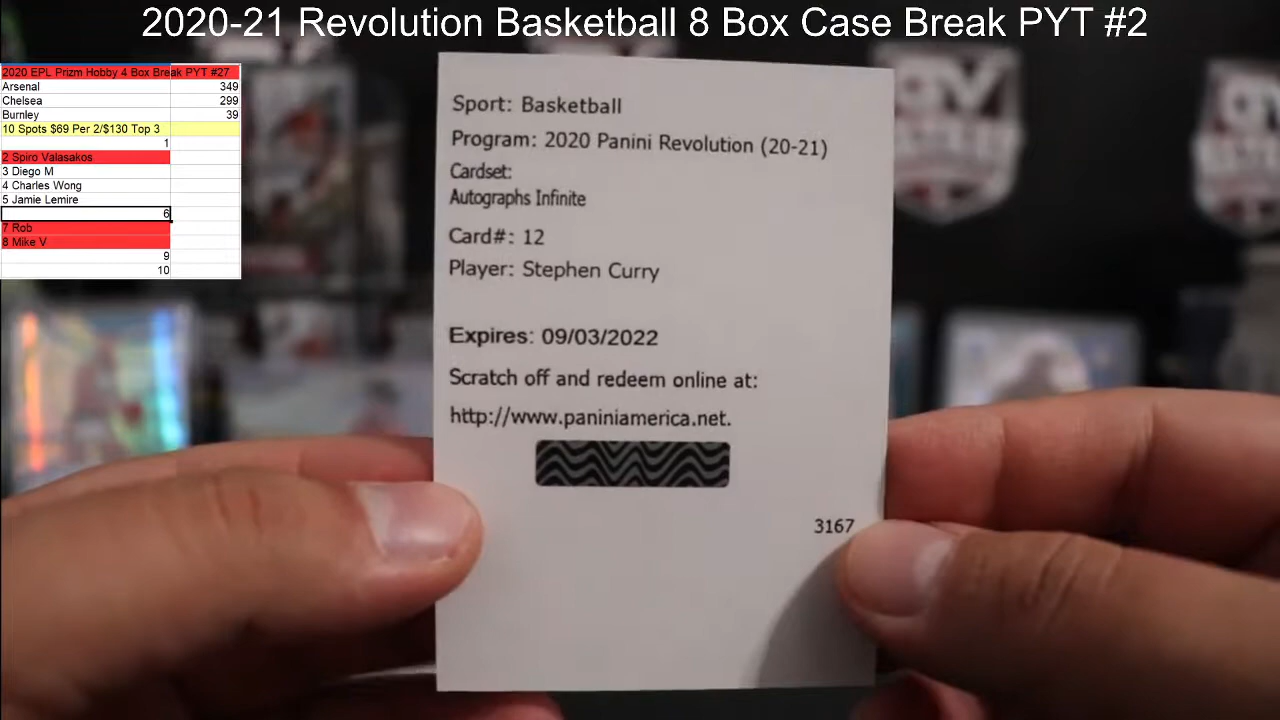 2020-21 Revolution Basketball 8 Box Case Break PYT #2
2020 EPL Prizm Hobby 4 Box Break PYT #27
Arsenal 349
Chelsea 299
Burnley 39
10 Spots $69 Per 2/$130 Top 3
1
2 Spiro Valasakos
3 Diego M
4 Charles Wong
5 Jamie Lemire
6
7 Rob
8 Mike V
9
10
Sport: Basketball
Program: 2020 Panini Revolution (20-21)
Cardset:
Autographs Infinite
Card#: 12
Player: Stephen Curry
Expires: 09/03/2022
Scratch off and redeem online at:
http://www.paniniamerica.net.
3167